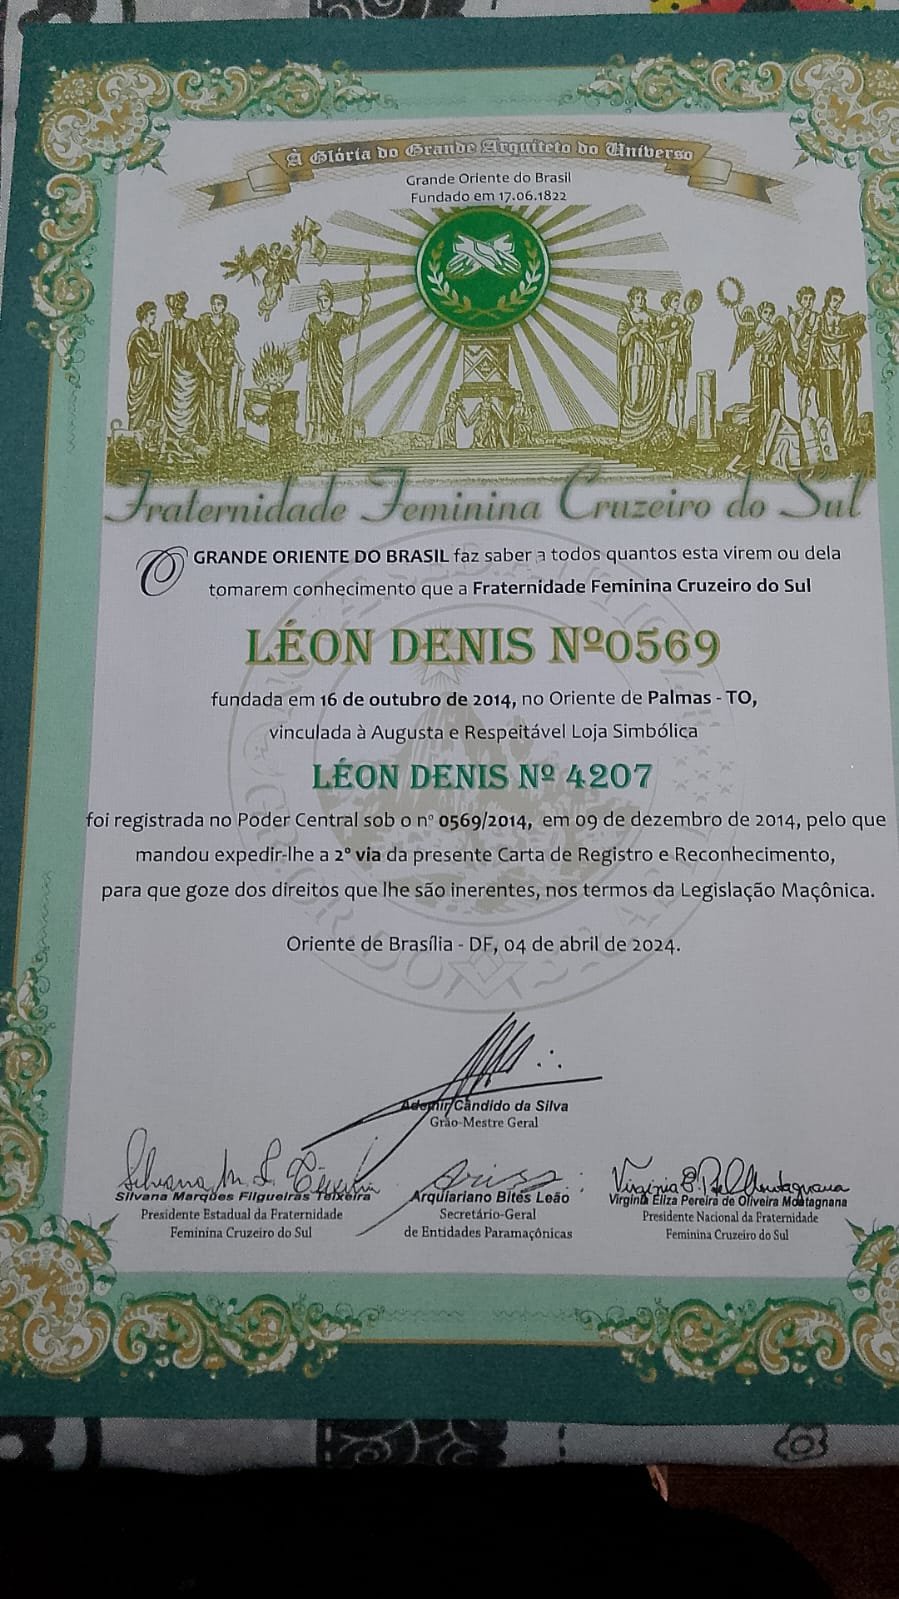 À Glória do Grande Arquiteto do Universo
Grande Oriente do Brasil
Fundado em 17.06.1822
Fraternidade Feminina Cruzeiro do Sul
O GRANDE ORIENTE DO BRASIL faz saber a todos quantos esta virem ou dela
tomarem conhecimento que a Fraternidade Feminina Cruzeiro do Sul
LÉON DENIS Nº0569
fundada em 16 de outubro de 2014, no Oriente de Palmas - TO,
vinculada à Augusta e Respeitável Loja Simbólica
LÉON DENIS Nº 4207
foi registrada no Poder Central sob o nº 0569/2014, em 09 de dezembro de 2014, pelo que
mandou expedir-lhe a 2ª via da presente Carta de Registro e Reconhecimento,
para que goze dos direitos que lhe são inerentes, nos termos da Legislação Maçônica.
Oriente de Brasília - DF, 04 de abril de 2024.
Ademir Cândido da Silva
Grão-Mestre Geral
Silvana Marques Filgueiras Teixeira
Presidente Estadual da Fraternidade
Feminina Cruzeiro do Sul
Arquiariano Bites Leão
Secretário-Geral
de Entidades Paramaçônicas
Virginia Eliza Pereira de Oliveira Montagnana
Presidente Nacional da Fraternidade
Feminina Cruzeiro do Sul